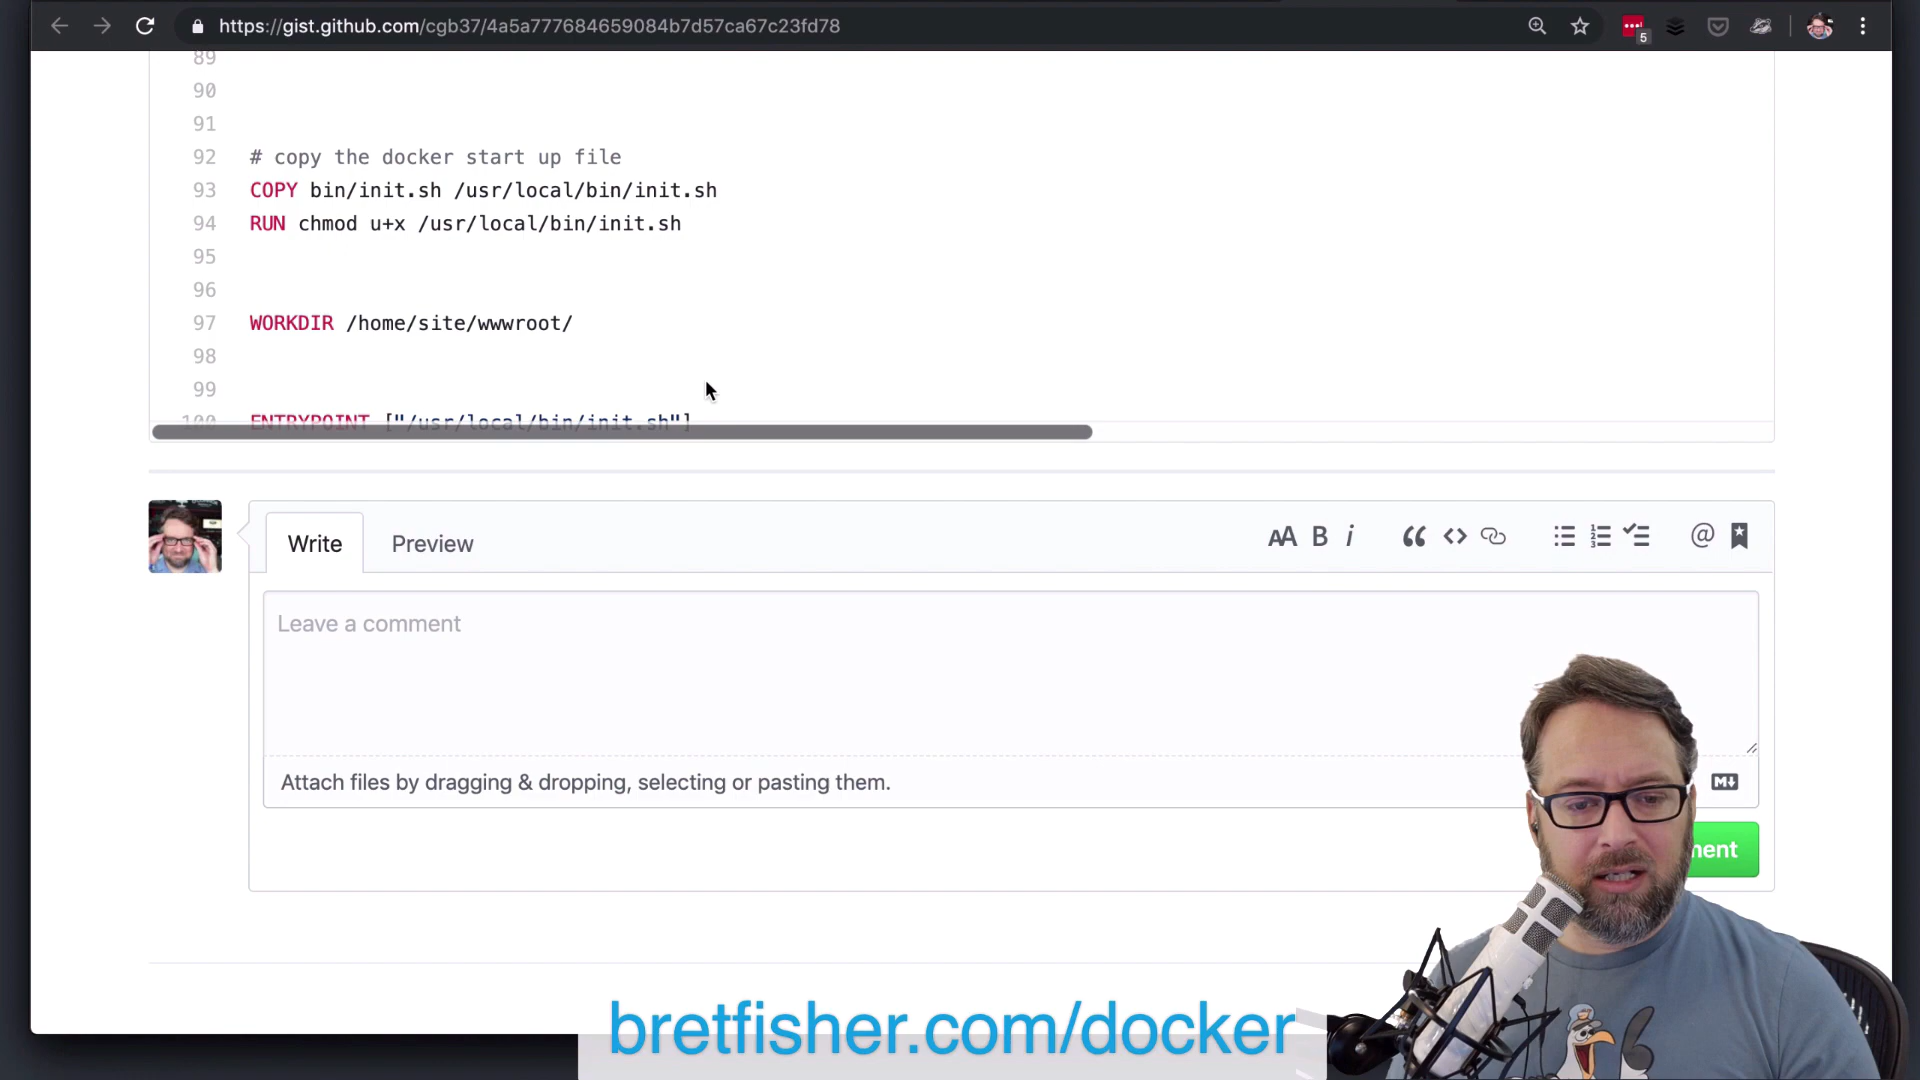 https://gist.github.com/cgb37/4a5a777684659084b7d57ca67c23fd78
5
89
90
91
92 # copy the docker start up file
93 COPY bin/init.sh /usr/local/bin/init.sh
94 RUN chmod u+x /usr/local/bin/init.sh
95
96
97 WORKDIR /home/site/wwwroot/
98
99
100 ENTRYPOINT ["/usr/local/bin/init.sh"]
Write Preview AA B i @
Leave a comment
Attach files by dragging & dropping, selecting or pasting them. M↓
ment
bretfisher.com/docker